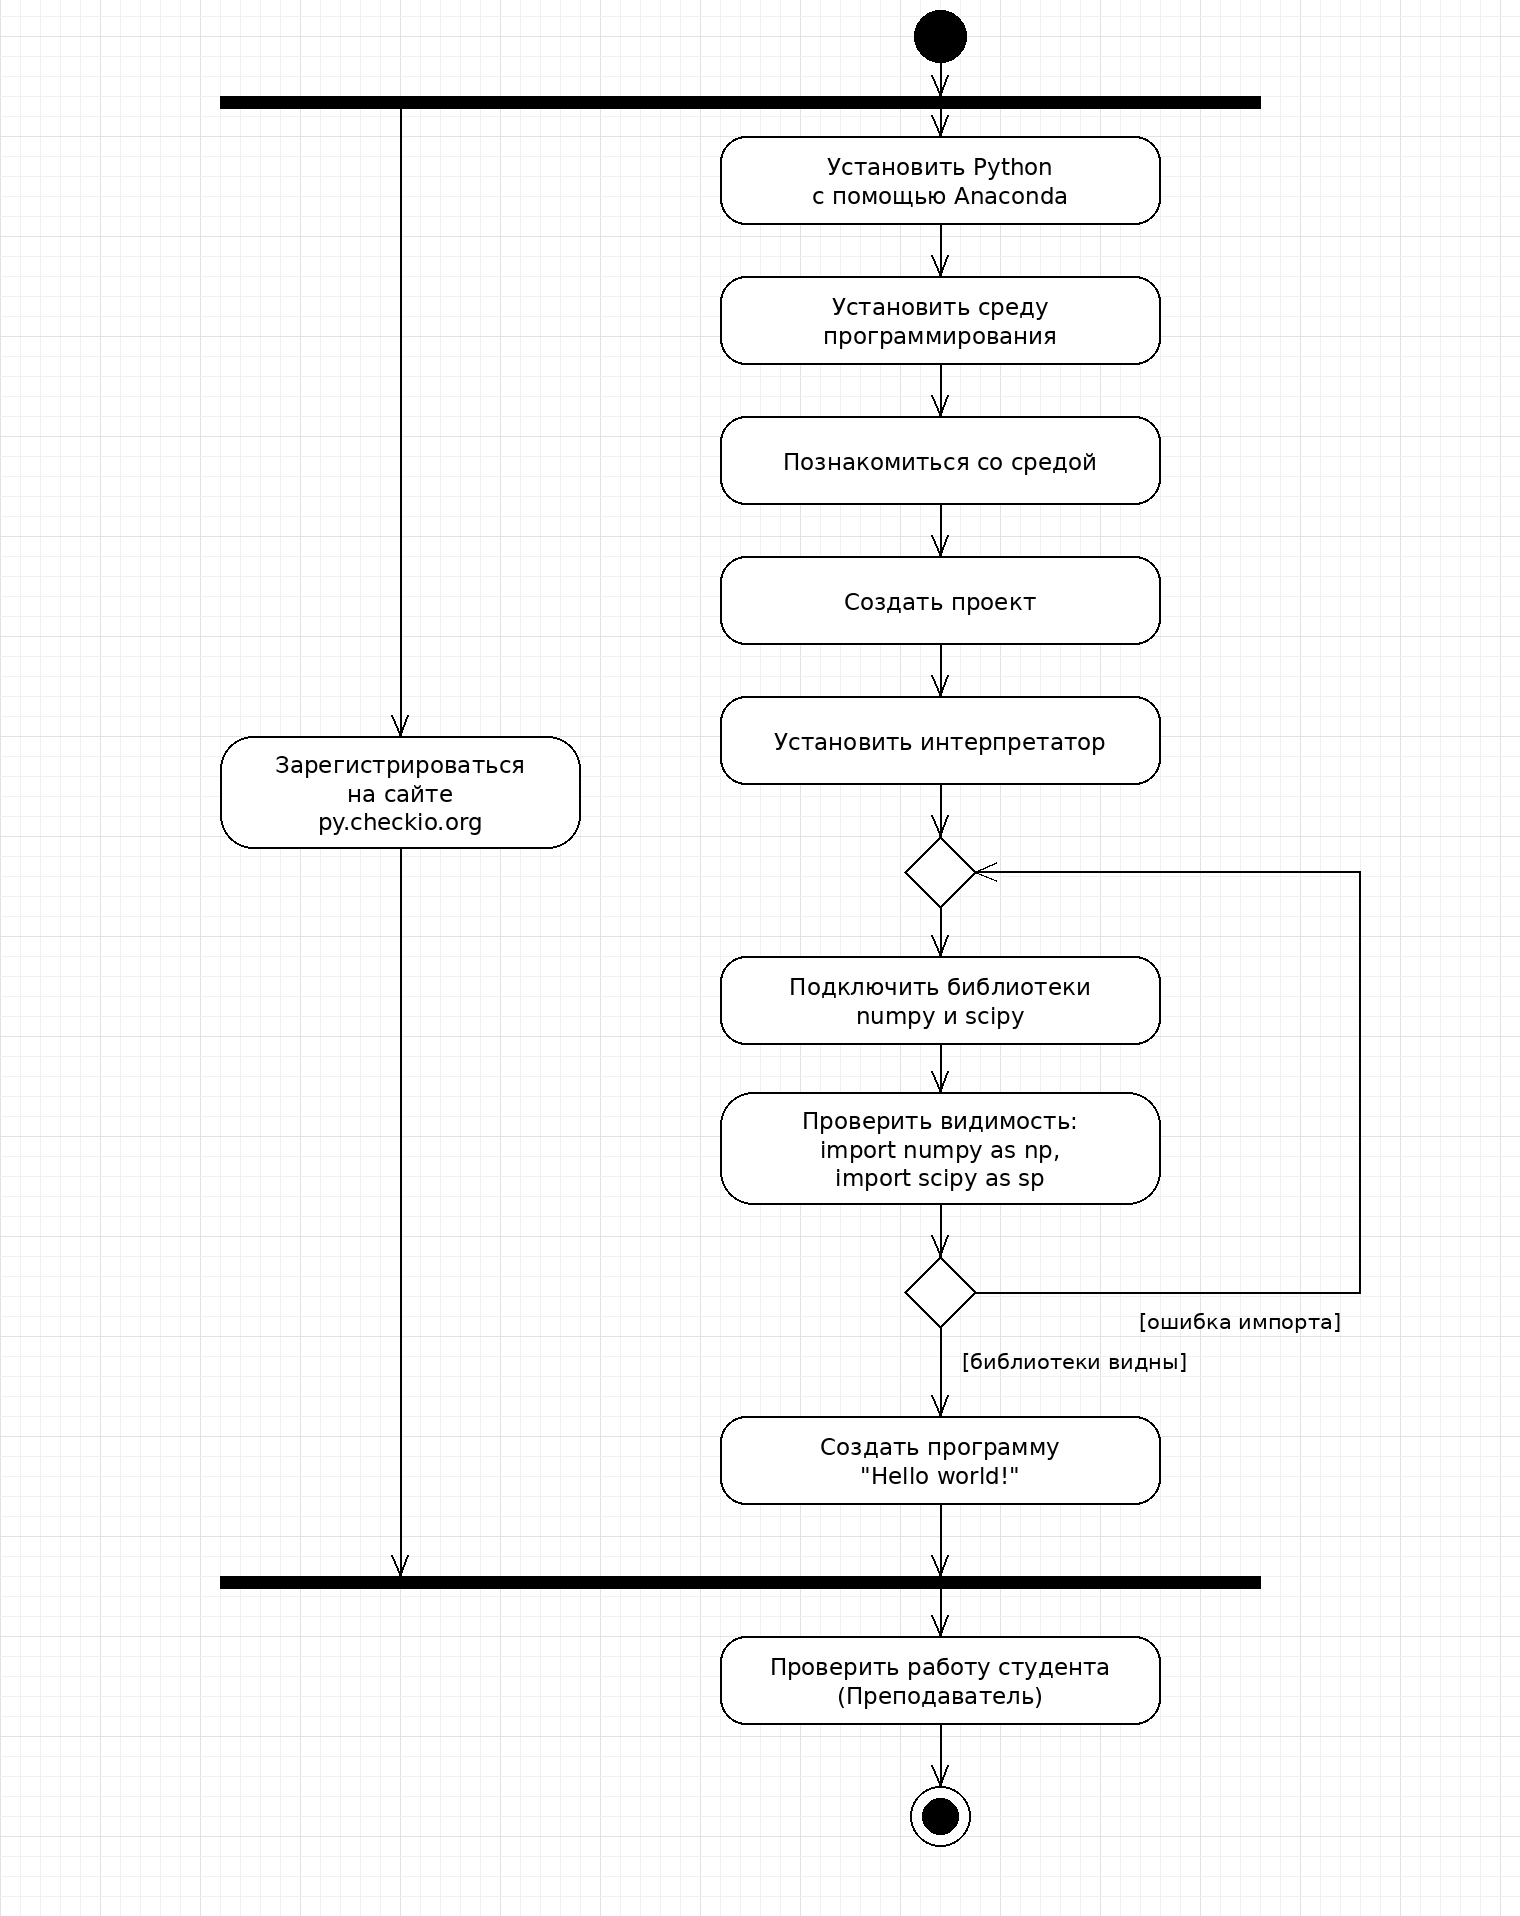 Установить Python
с помощью Anaconda
Установить среду
программирования
Познакомиться со средой
Создать проект
Установить интерпретатор
Зарегистрироваться
на сайте
py.checkio.org
Подключить библиотеки
numpy и scipy
Проверить видимость:
import numpy as np,
import scipy as sp
[ошибка импорта]
[библиотеки видны]
Создать программу
"Hello world!"
Проверить работу студента
(Преподаватель)